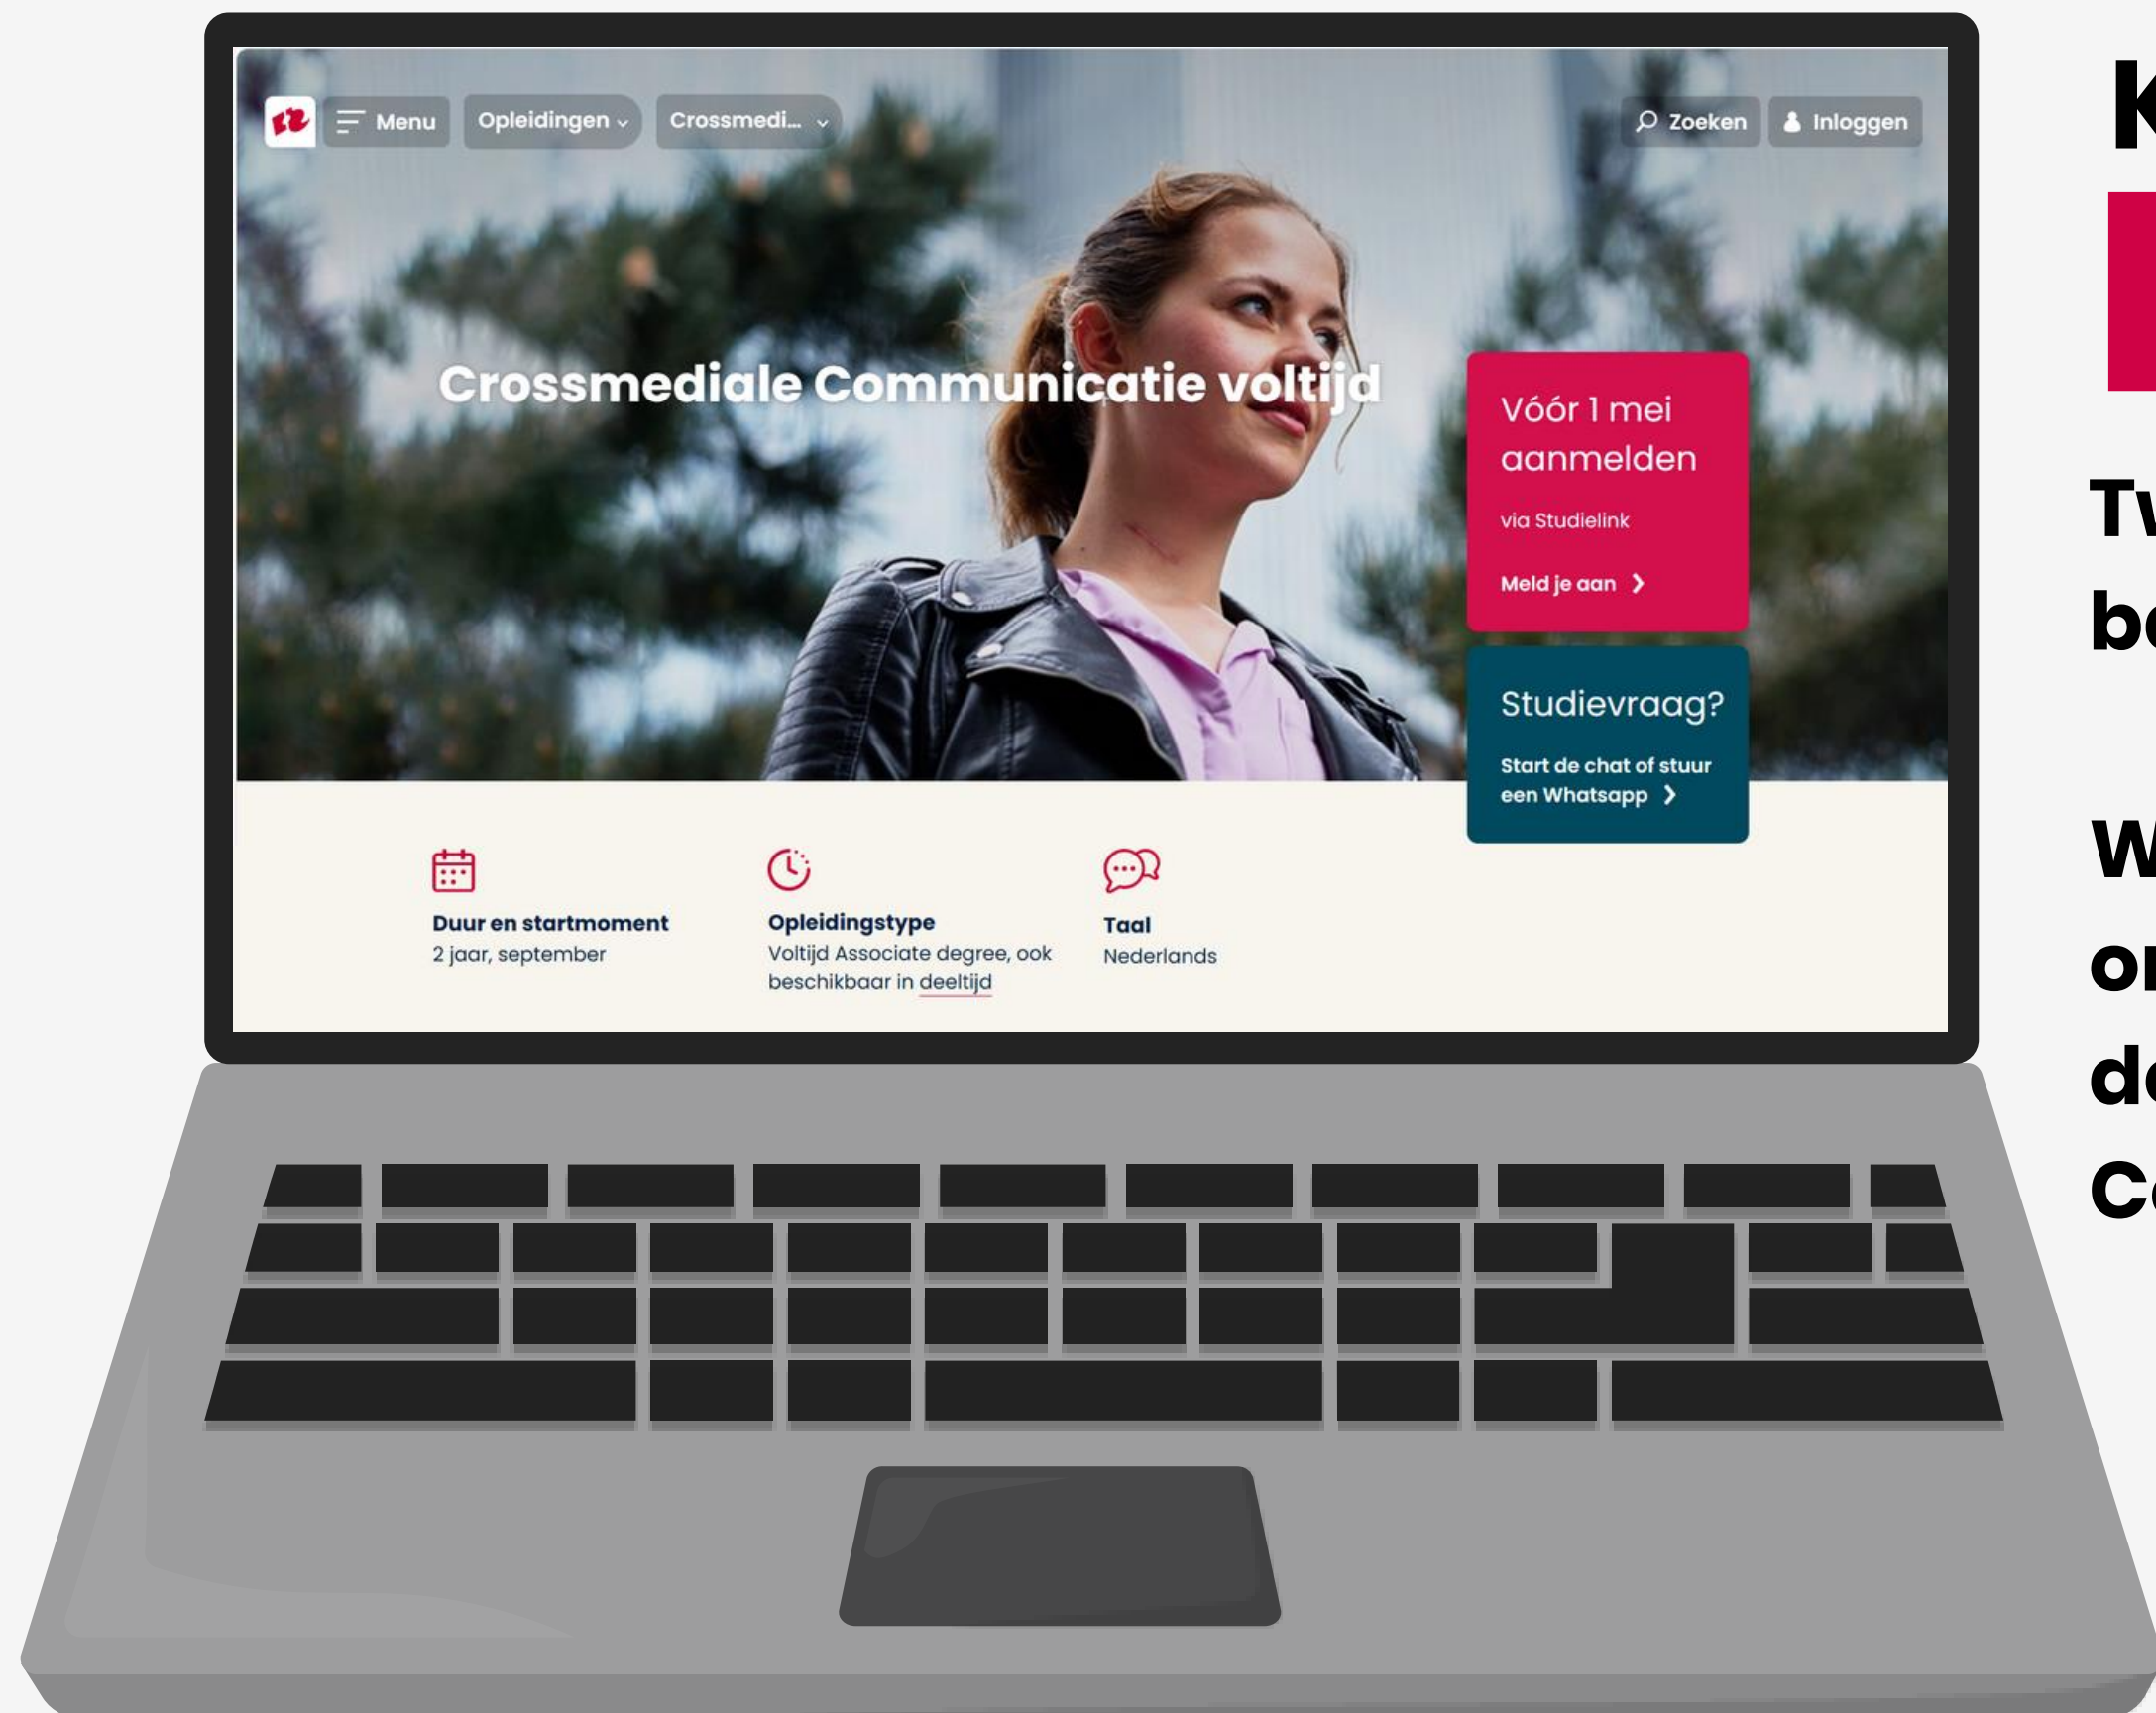 Menu
Opleidingen
Crossmedi...
Zoeken
Inloggen
Crossmediale Communicatie voltijd
Vóór 1 mei
aanmelden
via Studielink
Meld je aan
Studievraag?
Start de chat of stuur
een Whatsapp
Duur en startmoment
2 jaar, september
Opleidingstype
Voltijd Associate degree, ook
beschikbaar in deeltijd
Taal
Nederlands